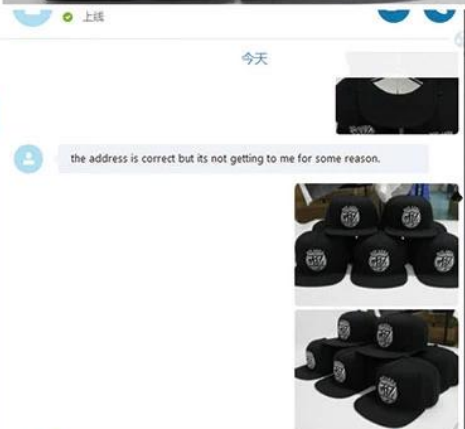 上线
今天
the address is correct but its not getting to me for some reason.